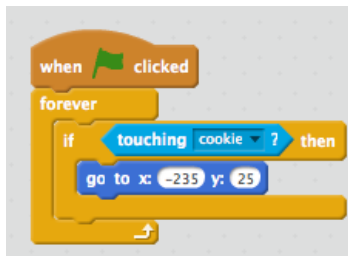 when clicked
forever
if touching cookie ? then
go to x: -235 y: 25